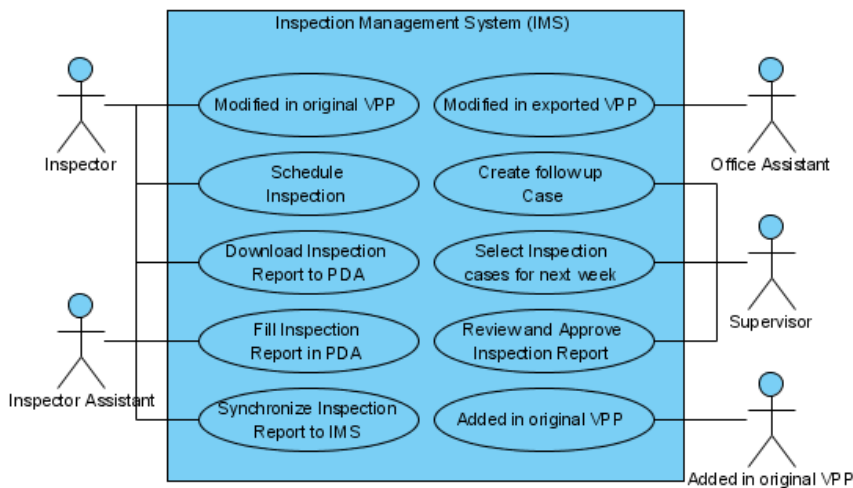 Inspection Management System (IMS)
Modified in original VPP
Modified in exported VPP
Inspector
Office Assistant
Schedule
Inspection
Create follow up
Case
Download Inspection
Report to PDA
Select Inspection
cases for next week
Supervisor
Fill Inspection
Report in PDA
Review and Approve
Inspection Report
Inspector Assistant
Synchronize Inspection
Report to IMS
Added in original VPP
Added in original VPP